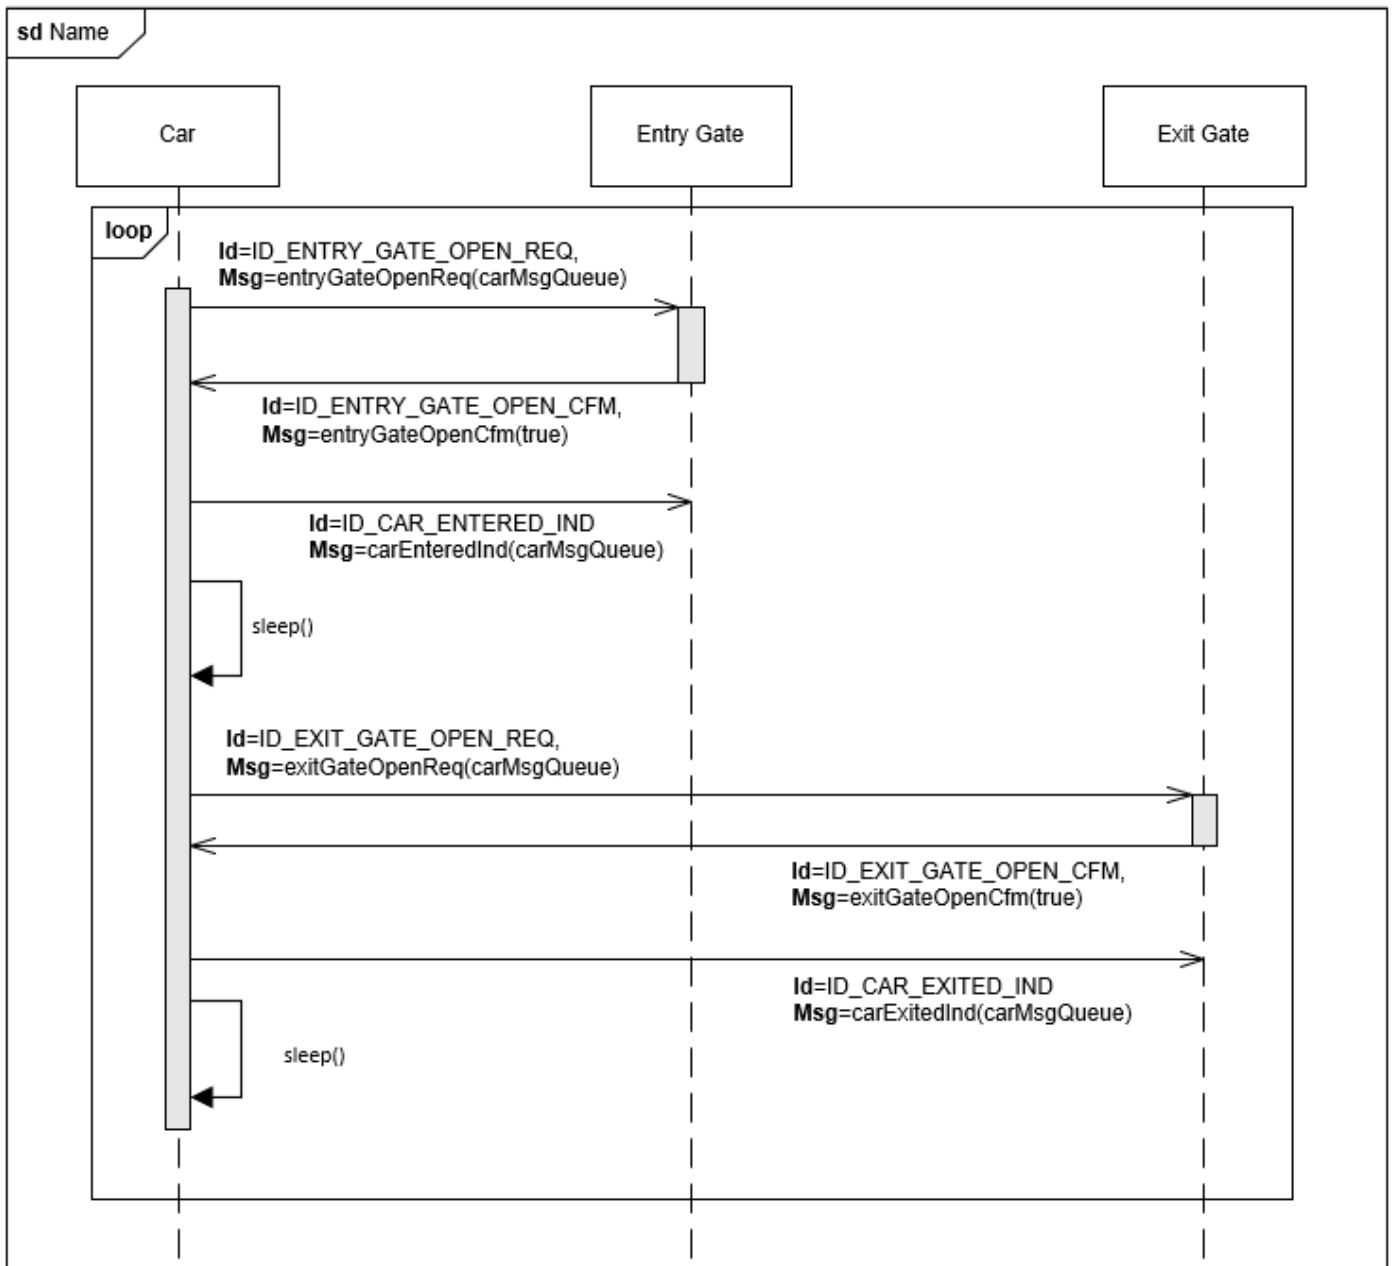 sd Name
Car
Entry Gate
Exit Gate
loop
Id=ID_ENTRY_GATE_OPEN_REQ,
Msg=entryGateOpenReq(carMsgQueue)
Id=ID_ENTRY_GATE_OPEN_CFM,
Msg=entryGateOpenCfm(true)
Id=ID_CAR_ENTERED_IND
Msg=carEnteredInd(carMsgQueue)
sleep()
Id=ID_EXIT_GATE_OPEN_REQ,
Msg=exitGateOpenReq(carMsgQueue)
Id=ID_EXIT_GATE_OPEN_CFM,
Msg=exitGateOpenCfm(true)
Id=ID_CAR_EXITED_IND
Msg=carExitedInd(carMsgQueue)
sleep()